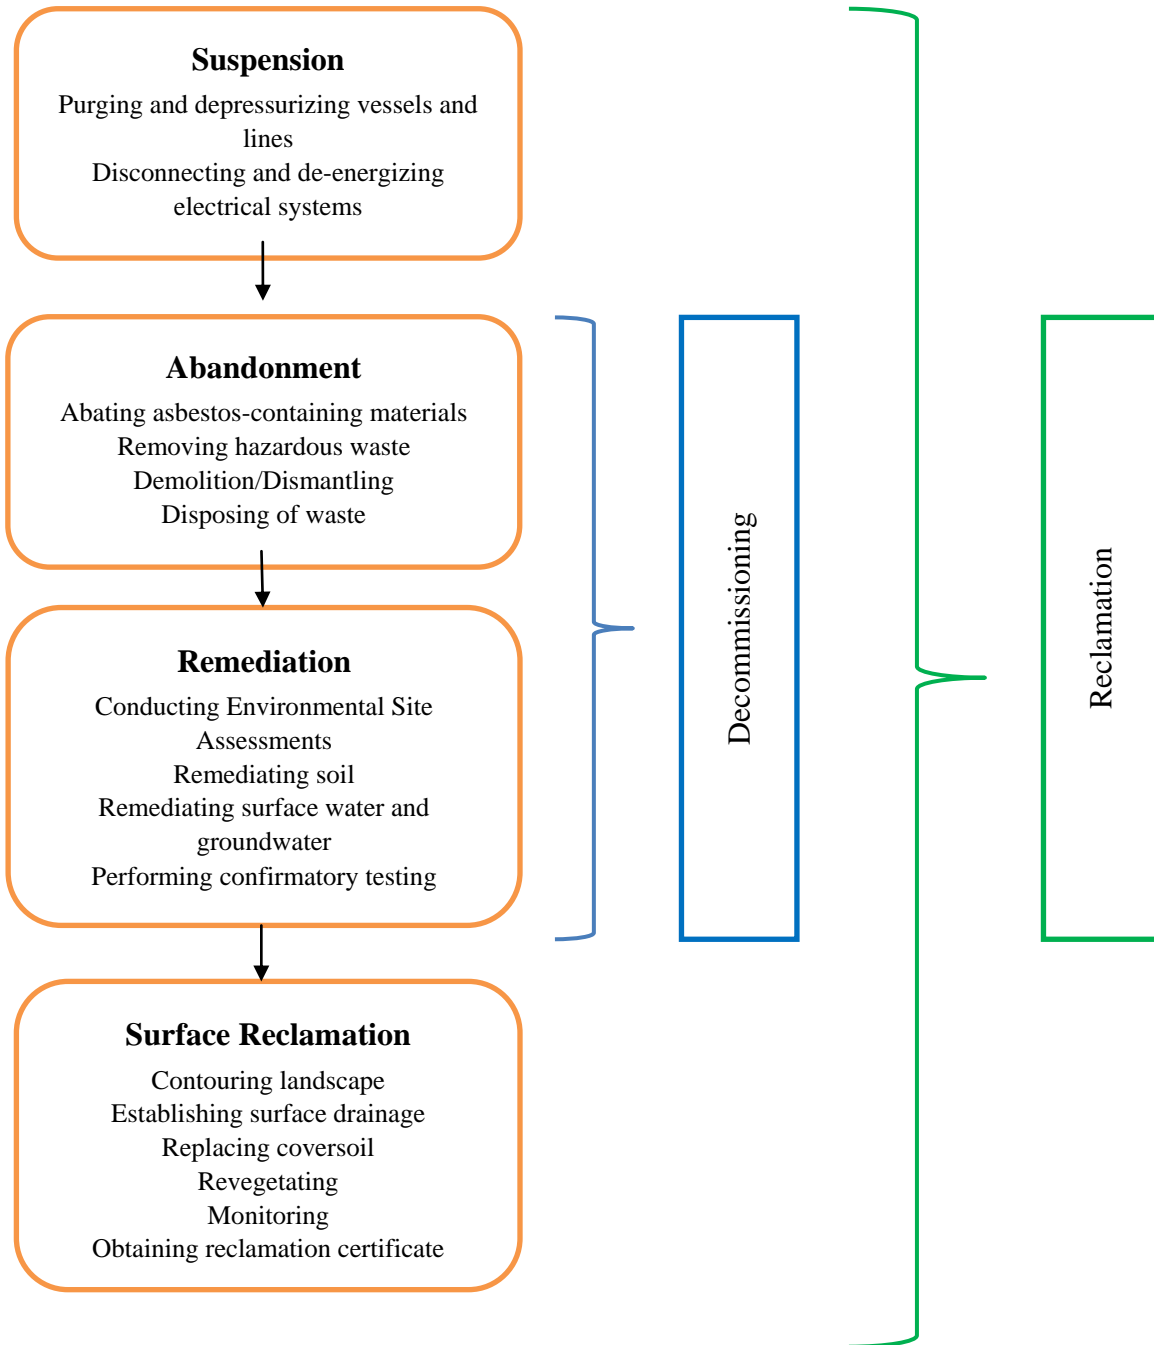 Suspension
Purging and depressurizing vessels and
lines
Disconnecting and de-energizing
electrical systems
Abandonment
Abating asbestos-containing materials
Removing hazardous waste
Demolition/Dismantling
Disposing of waste
Remediation
Conducting Environmental Site
Assessments
Remediating soil
Remediating surface water and
groundwater
Performing confirmatory testing
Surface Reclamation
Contouring landscape
Establishing surface drainage
Replacing coversoil
Revegetating
Monitoring
Obtaining reclamation certificate
Decommissioning
Reclamation